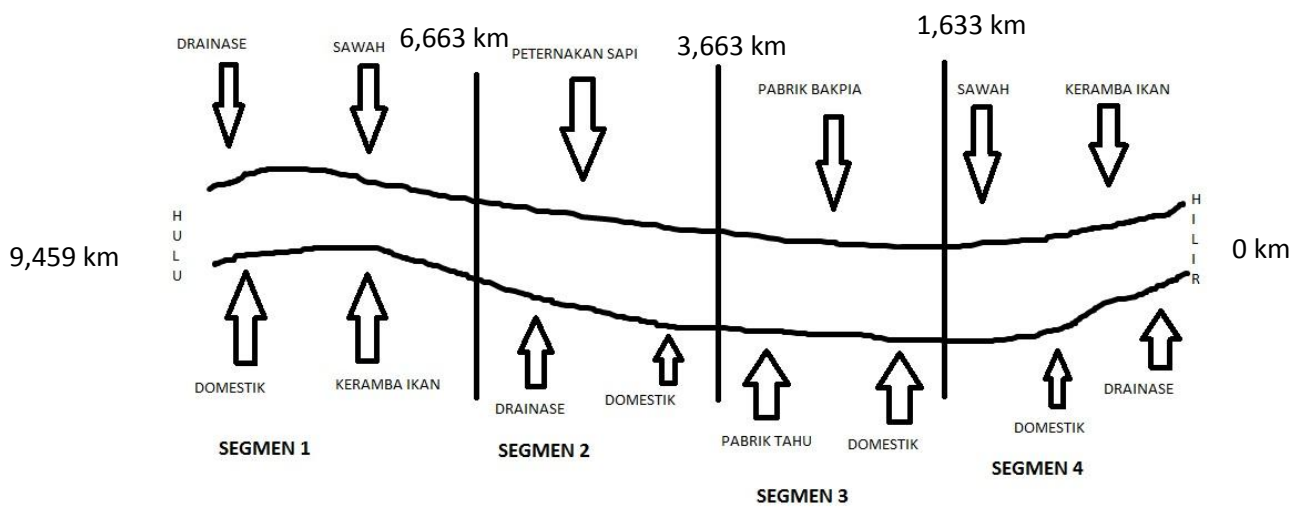 DRAINASE
SAWAH
6,663 km
PETERNAKAN SAPI
3,663 km
1,633 km
PABRIK BAKPIA
SAWAH
KERAMBA IKAN
HULU
9,459 km
HILIR
0 km
DOMESTIK
KERAMBA IKAN
DRAINASE
DOMESTIK
PABRIK TAHU
DOMESTIK
DOMESTIK
DRAINASE
SEGMEN 1
SEGMEN 2
SEGMEN 3
SEGMEN 4